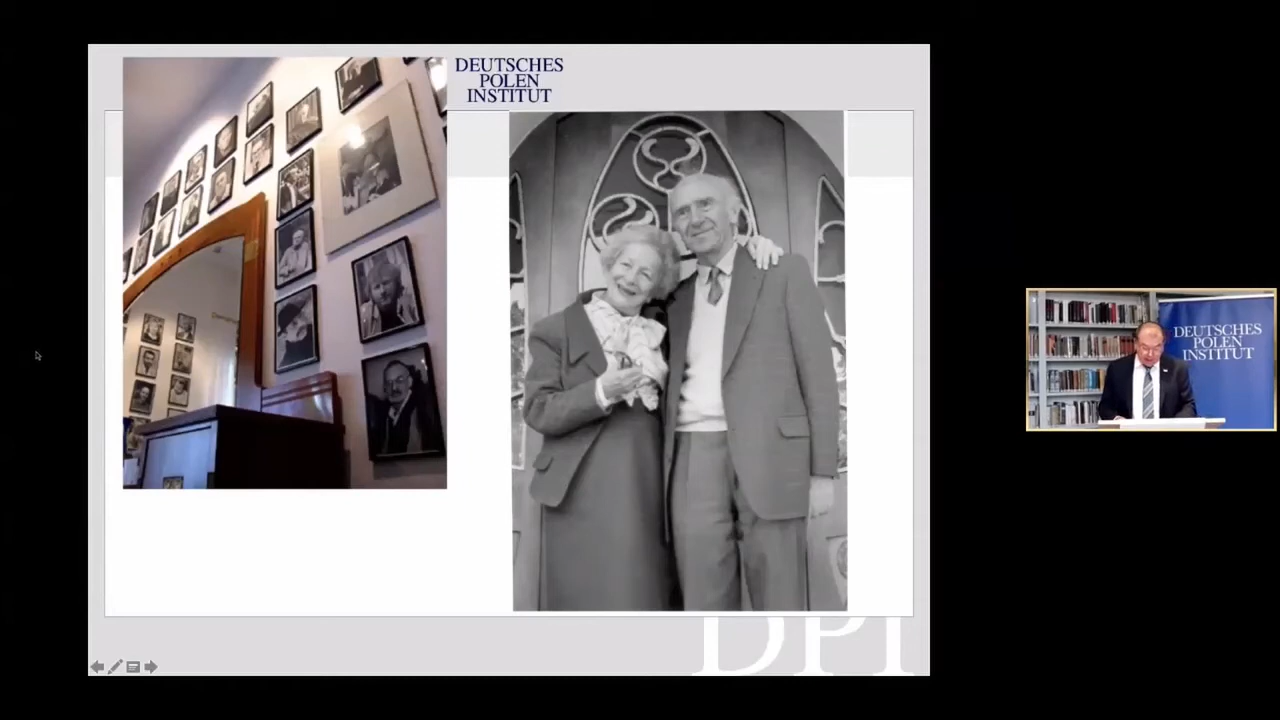 DEUTSCHES
POLEN
INSTITUT
DPI
DEUTSCHES
POLEN
INSTITUT